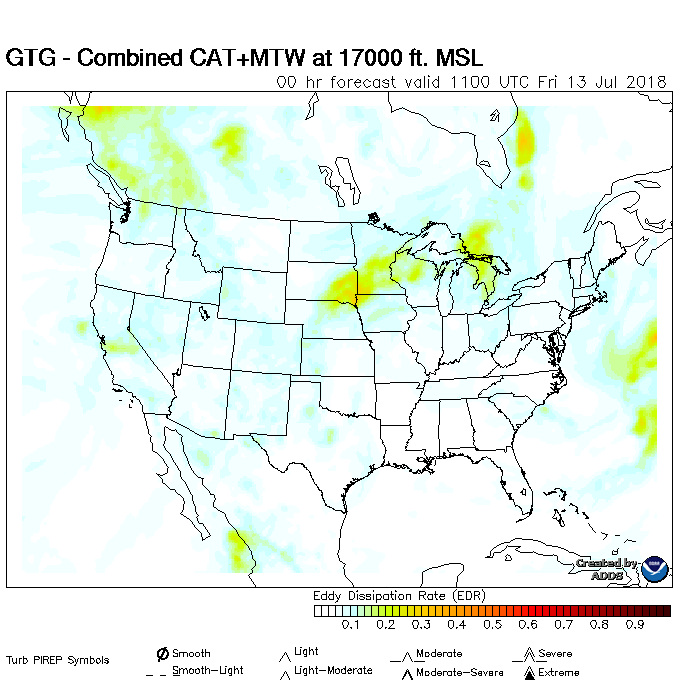 GTG - Combined CAT+MTW at 17000 ft. MSL
00 hr forecast valid 1100 UTC Fri 13 Jul 2018
Created by
ADDS
Eddy Dissipation Rate (EDR)
0.1 0.2 0.3 0.4 0.5 0.6 0.7 0.8 0.9
Turb PIREP Symbols
Smooth
Smooth-Light
Light
Light-Moderate
Moderate
Moderate-Severe
Severe
Extreme